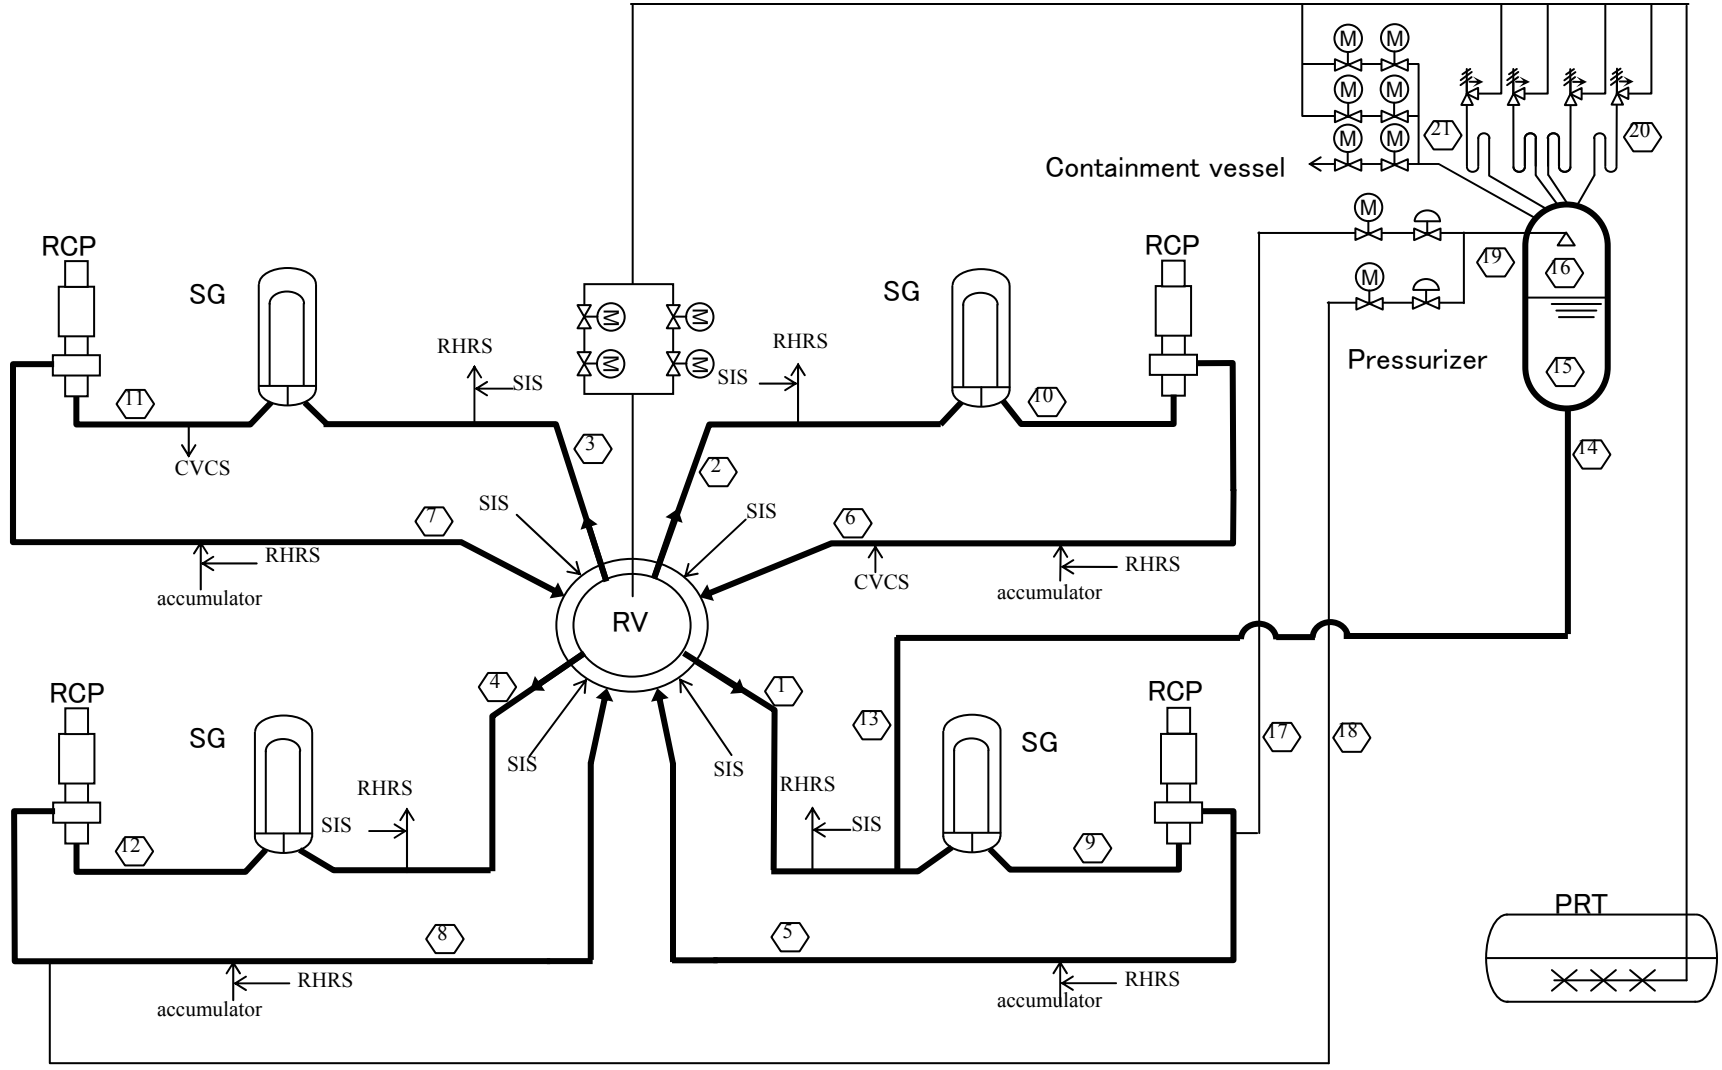 M M
M M
21 20
M M
Containment vessel
M
RCP RCP
SG SG 19 16
M
M M
RHRS RHRS
M M
SIS SIS
Pressurizer
15
11 10
3
CVCS 2
14
SIS SIS
7 6
RHRS CVCS RHRS
accumulator accumulator
RV
4 1
RCP RCP
SG 13 SG 17 18
SIS SIS
RHRS RHRS
SIS SIS
12 9
PRT
8 5
RHRS RHRS
accumulator accumulator